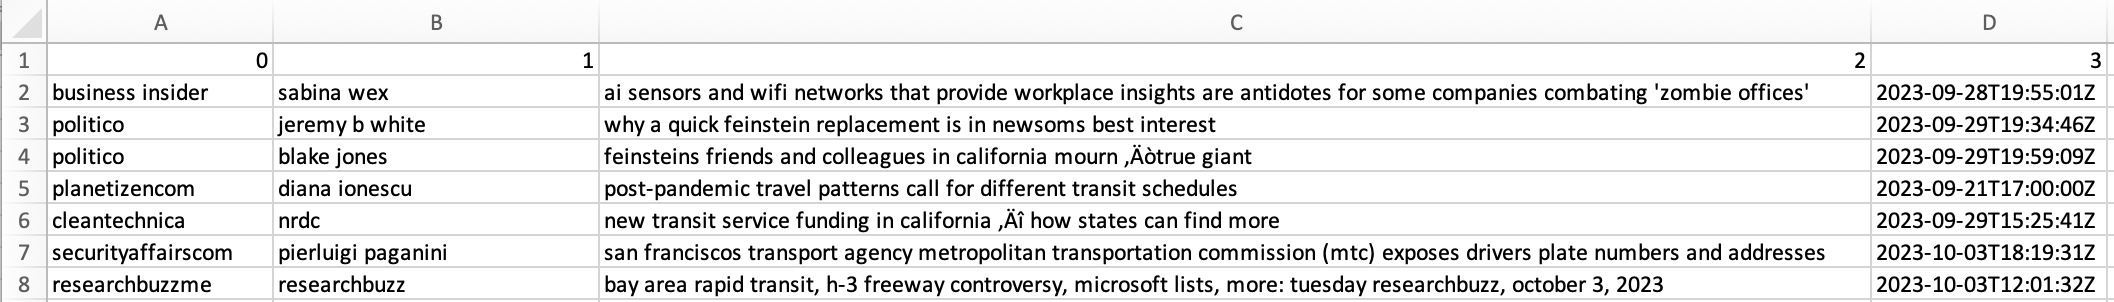 A B C D
1 0 1 2 3
2 business insider sabina wex ai sensors and wifi networks that provide workplace insights are antidotes for some companies combating 'zombie offices' 2023-09-28T19:55:01Z
3 politico jeremy b white why a quick feinstein replacement is in newsoms best interest 2023-09-29T19:34:46Z
4 politico blake jones feinsteins friends and colleagues in california mourn ‚Äòtrue giant 2023-09-29T19:59:09Z
5 planetizencom diana ionescu post-pandemic travel patterns call for different transit schedules 2023-09-21T17:00:00Z
6 cleantechnica nrdc new transit service funding in california ‚Äî how states can find more 2023-09-29T15:25:41Z
7 securityaffairscom pierluigi paganini san franciscos transport agency metropolitan transportation commission (mtc) exposes drivers plate numbers and addresses 2023-10-03T18:19:31Z
8 researchbuzzme researchbuzz bay area rapid transit, h-3 freeway controversy, microsoft lists, more: tuesday researchbuzz, october 3, 2023 2023-10-03T12:01:32Z